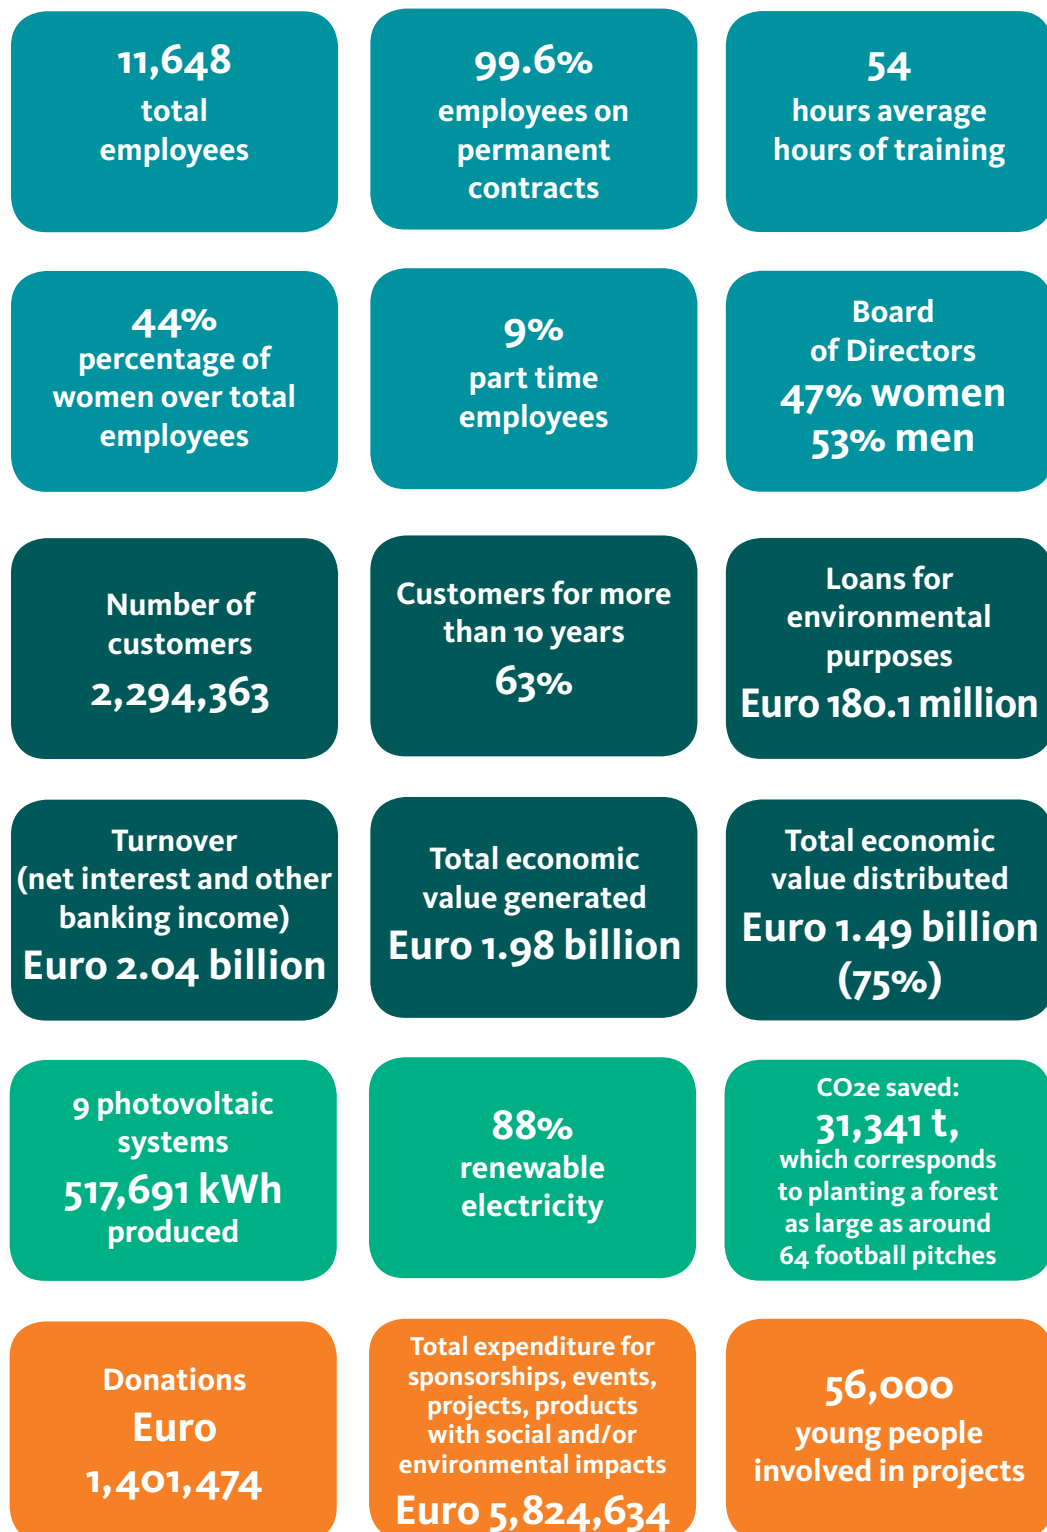 11,648
total
employees
99.6%
employees on
permanent
contracts
54
hours average
hours of training
44%
percentage of
women over total
employees
9%
part time
employees
Board
of Directors
47% women
53% men
Number of
customers
2,294,363
Customers for more
than 10 years
63%
Loans for
environmental
purposes
Euro 180.1 million
Turnover
(net interest and other
banking income)
Euro 2.04 billion
Total economic
value generated
Euro 1.98 billion
Total economic
value distributed
Euro 1.49 billion
(75%)
9 photovoltaic
systems
517,691 kWh
produced
88%
renewable
electricity
CO2e saved:
31,341 t,
which corresponds
to planting a forest
as large as around
64 football pitches
Donations
Euro
1,401,474
Total expenditure for
sponsorships, events,
projects, products
with social and/or
environmental impacts
Euro 5,824,634
56,000
young people
involved in projects